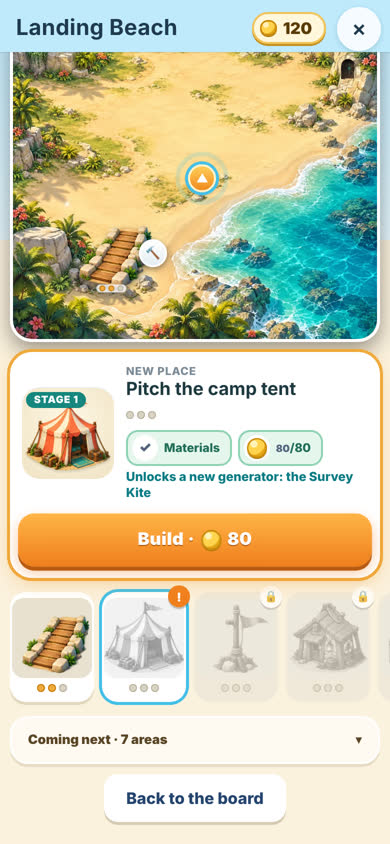 Landing Beach
120
×
NEW PLACE
Pitch the camp tent
STAGE 1
✓ Materials
80/80
Unlocks a new generator: the Survey
Kite
Build · 80
!
Coming next · 7 areas ▼
Back to the board